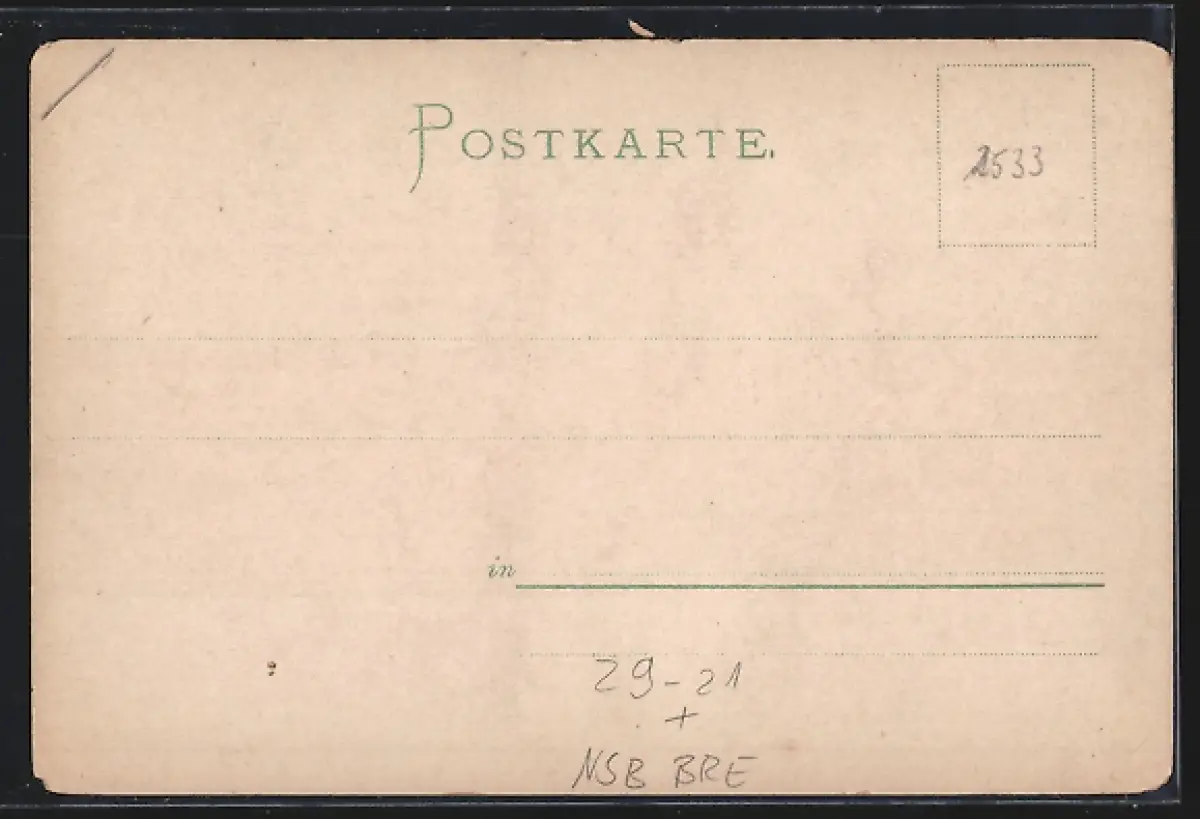 POSTKARTE.
2533
in
29-21
+
NSB BRE